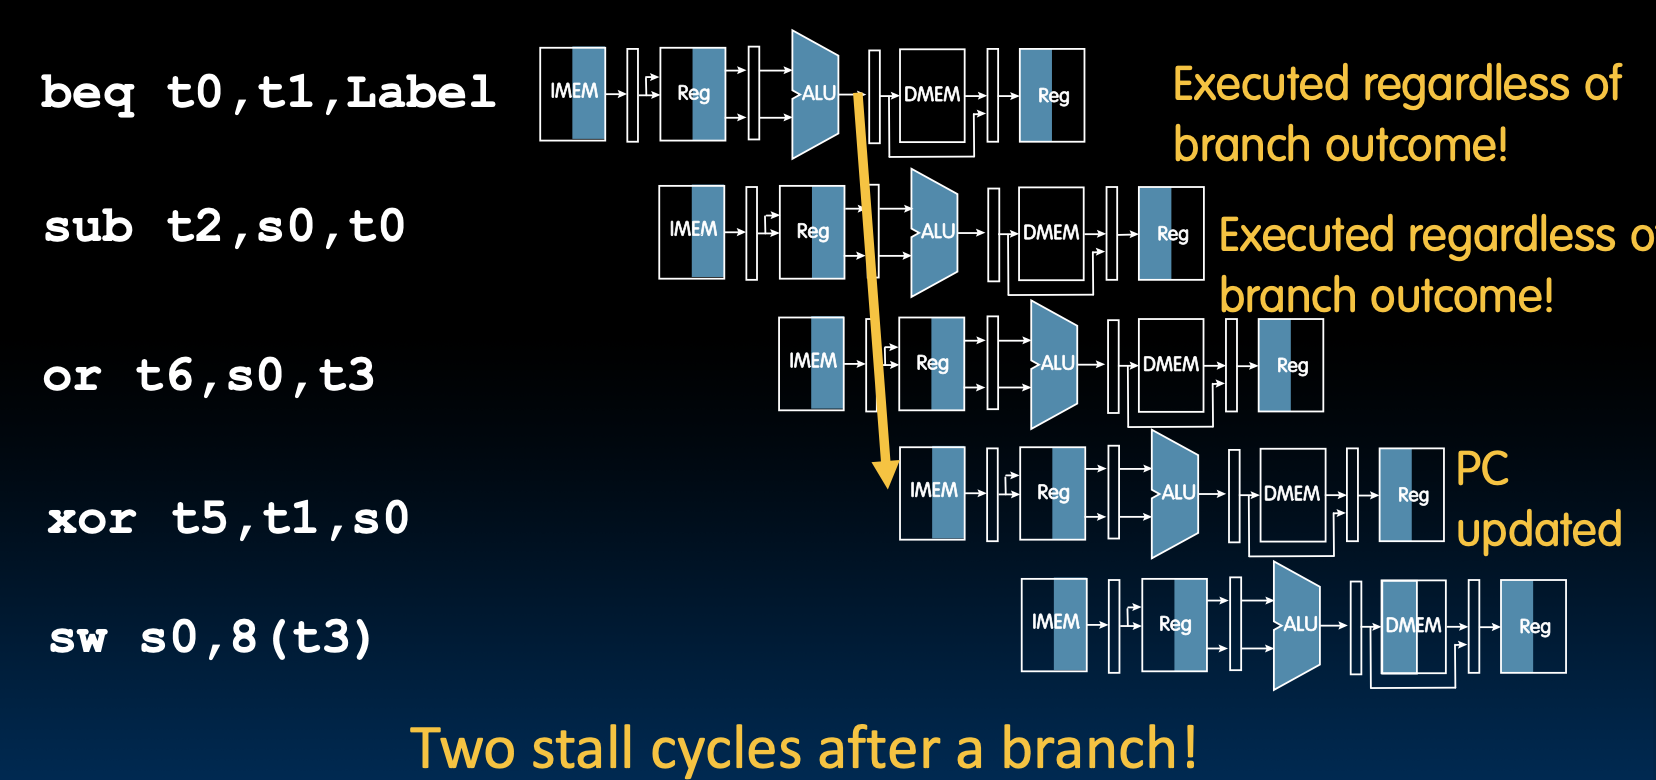 beq t0,t1,Label
IMEM Reg ALU DMEM Reg
Executed regardless of
branch outcome!
sub t2,s0,t0
IMEM Reg ALU DMEM Reg
Executed regardless of
branch outcome!
or t6,s0,t3
IMEM Reg ALU DMEM Reg
xor t5,t1,s0
IMEM Reg ALU DMEM Reg
PC
updated
sw s0,8(t3)
IMEM Reg ALU DMEM Reg
Two stall cycles after a branch!